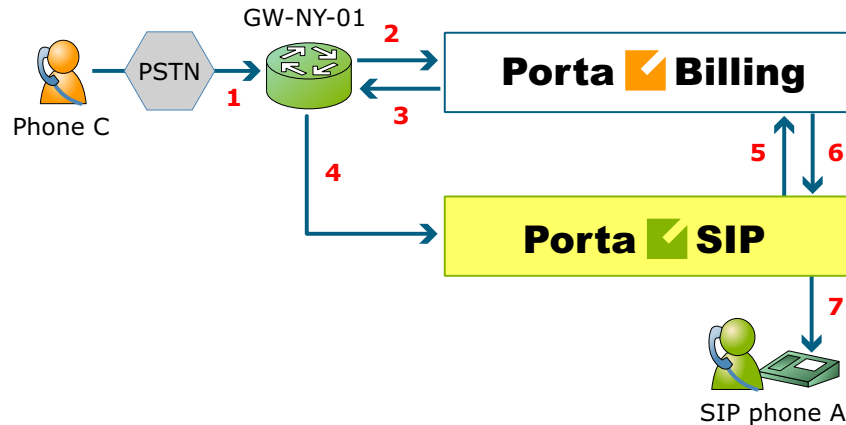 GW-NY-01
2
PSTN
Porta Billing
1
3
Phone C
4
5
6
Porta SIP
7
SIP phone A